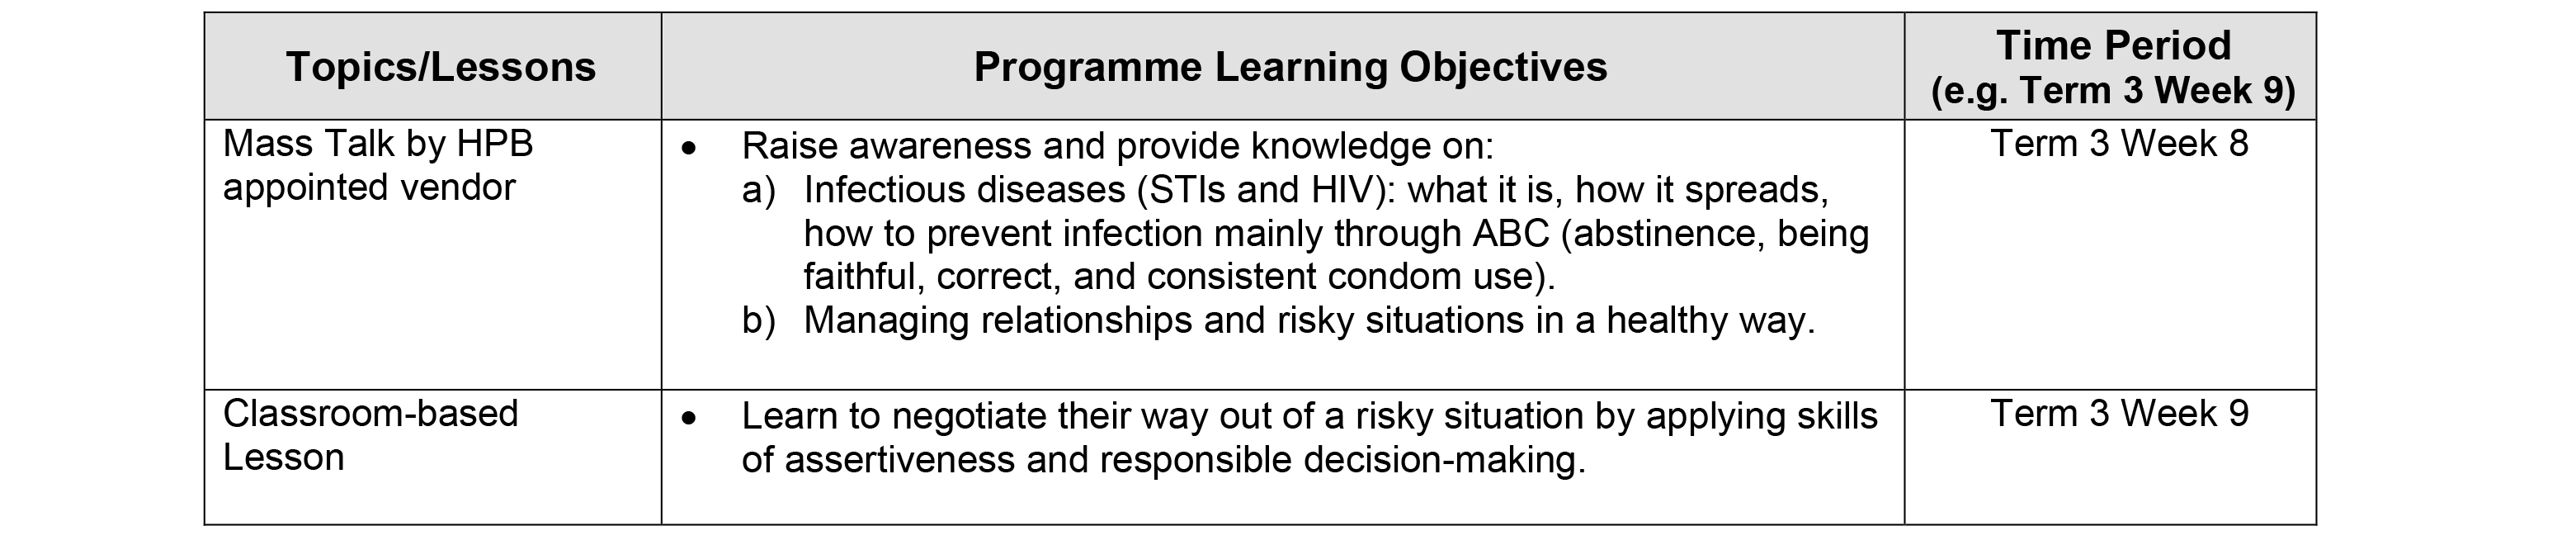 Topics/Lessons
Programme Learning Objectives
Time Period
(e.g. Term 3 Week 9)
Mass Talk by HPB
appointed vendor
• Raise awareness and provide knowledge on:
a) Infectious diseases (STIs and HIV): what it is, how it spreads,
how to prevent infection mainly through ABC (abstinence, being
faithful, correct, and consistent condom use).
b) Managing relationships and risky situations in a healthy way.
Term 3 Week 8
Classroom-based
Lesson
• Learn to negotiate their way out of a risky situation by applying skills
of assertiveness and responsible decision-making.
Term 3 Week 9